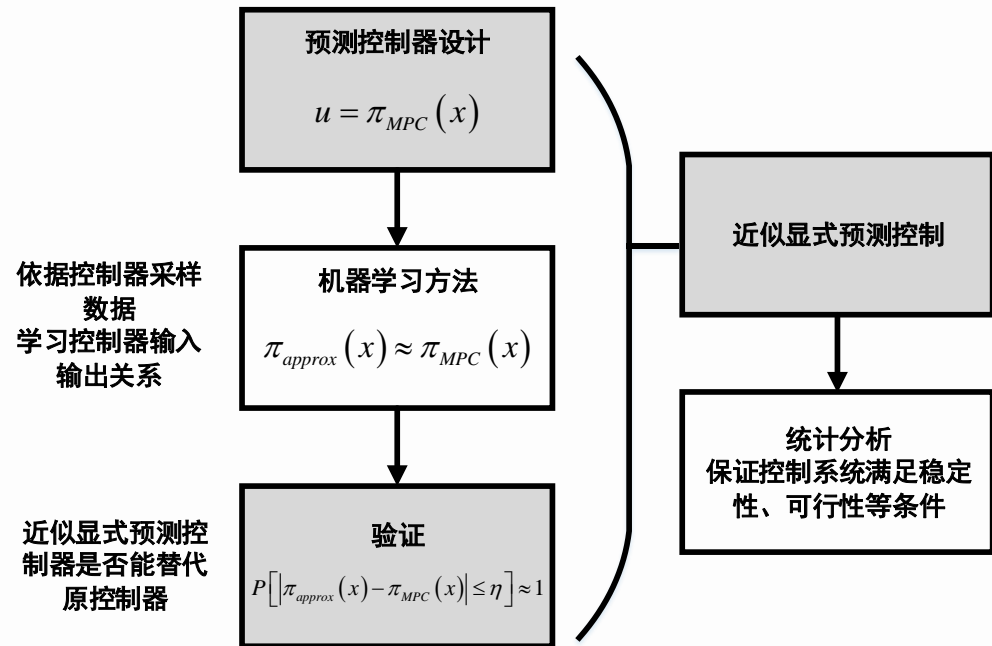 预测控制器设计
u = π_MPC (x)
依据控制器采样
数据
学习控制器输入
输出关系
机器学习方法
π_approx (x) ≈ π_MPC (x)
近似显式预测控
制器是否能替代
原控制器
验证
P[|π_approx (x) − π_MPC (x)| ≤ η] ≈ 1
近似显式预测控制
统计分析
保证控制系统满足稳定
性、可行性等条件